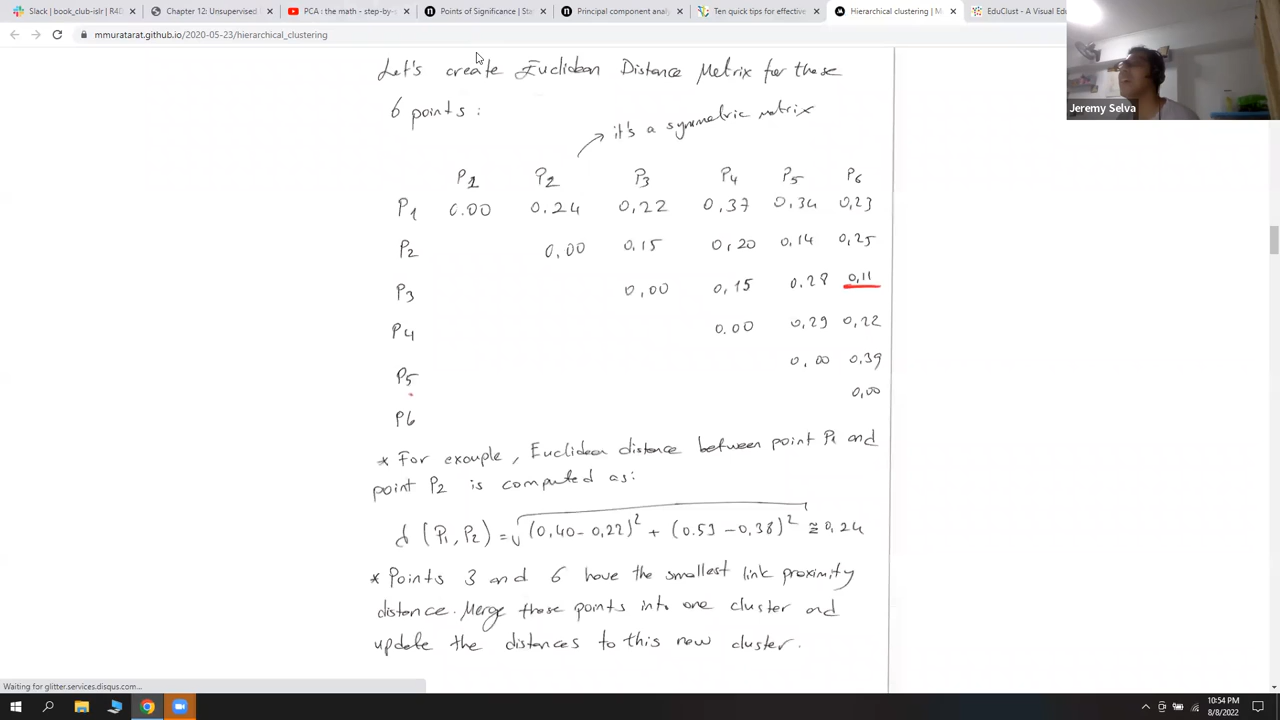 Slack | book_club-islr | R4D
Chapter 12: Unsupervised
PCA : the math - step-by-
Points of Significance | S
Principal component anal
Ten quick tips for effective
Hierarchical clustering | M
EduClust - A Visual Edu
mmuratarat.github.io/2020-05-23/hierarchical_clustering
Jeremy Selva
Let's create Euclidean Distance Metrix for these
6 points :
it's a symmetric matrix
P1 P2 P3 P4 P5 P6
P1 0.00 0,24 0,22 0,37 0,34 0,23
P2 0,00 0,15 0,20 0,14 0,25
P3 0,00 0,15 0,28 0,11
P4 0.00 0,29 0,22
P5 0,00 0,39
P6 0,00
* For example, Euclidean distance between point P1 and
point P2 is computed as:
d (P1, P2) = √(0,40-0,22)² + (0.53-0,38)² ≅ 0,24
* Points 3 and 6 have the smallest link proximity
distance. Merge those points into one cluster and
update the distances to this new cluster.
Waiting for glitter.services.disqus.com...
10:54 PM
8/8/2022